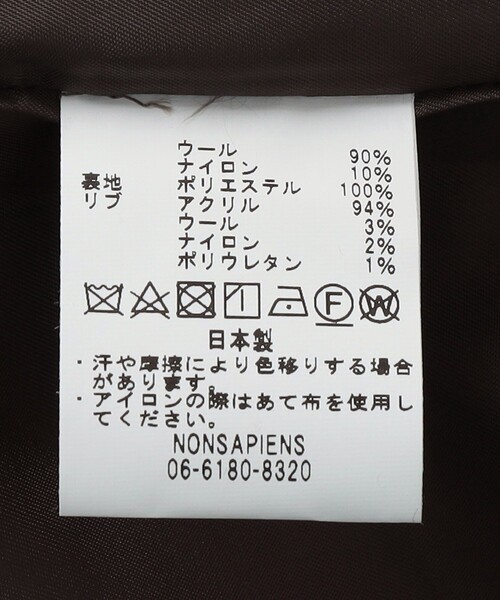 ウール 90%
ナイロン 10%
裏地 ポリエステル 100%
リブ アクリル 94%
ウール 3%
ナイロン 2%
ポリウレタン 1%
F W
日本製
・汗や摩擦により色移りする場合
があります。
・アイロンの際はあて布を使用し
てください。
NONSAPIENS
06-6180-8320